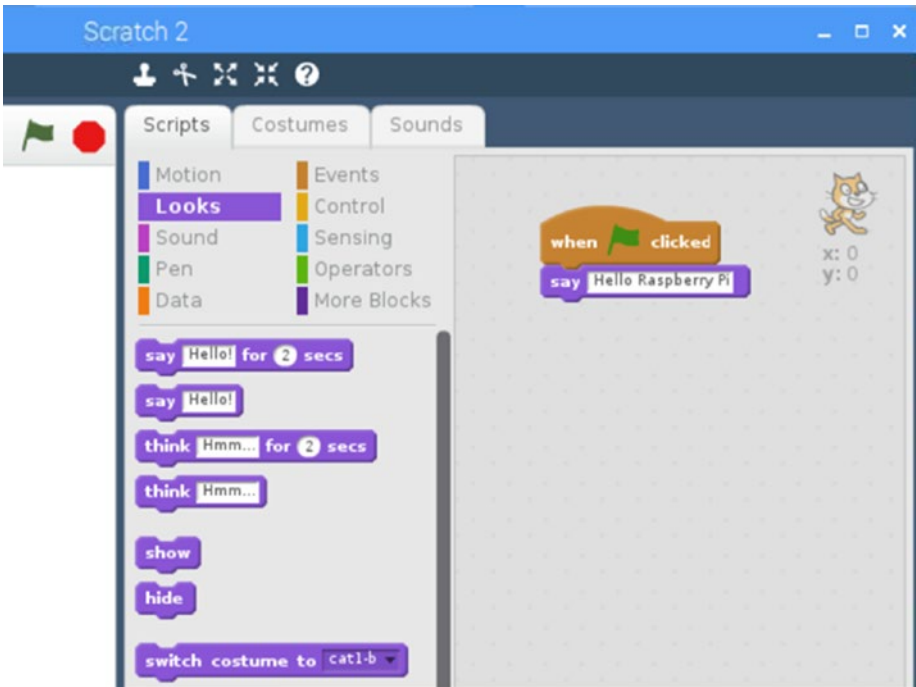 Scratch 2
Scripts Costumes Sounds
Motion Events
Looks Control
Sound Sensing
Pen Operators
Data More Blocks
say Hello! for 2 secs
say Hello!
think Hmm... for 2 secs
think Hmm...
show
hide
switch costume to cat1-b
when clicked
say Hello Raspberry Pi
x: 0
y: 0